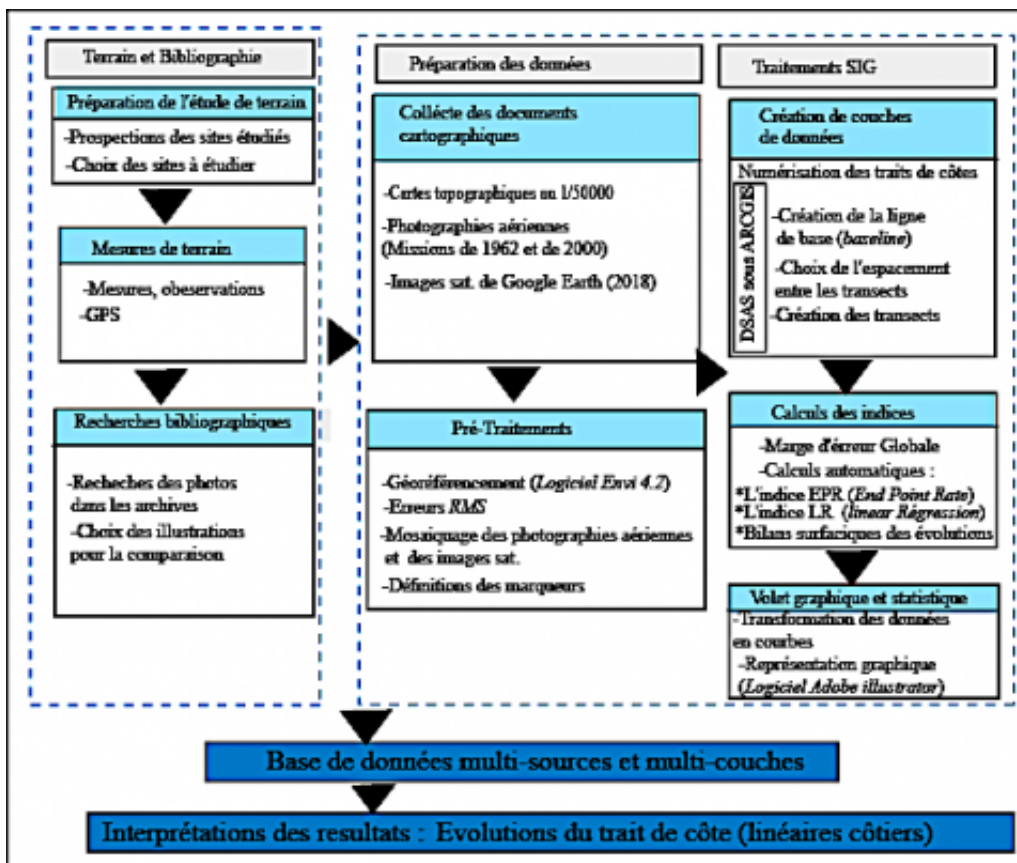 Terrain et Bibliographie
Préparation de l'étude de terrain
-Prospections des sites étudiés
-Choix des sites à étudier
Mesures de terrain
-Mesures, obeservations
-GPS
Recherches bibliographiques
-Recheches des photos
dans les archives
-Choix des illustrations
pour la comparaison
Préparation des données
Collécte des documents
cartographiques
-Cartes topographiques au 1/50000
-Photographies aériennes
(Missions de 1962 et de 2000)
-Images sat. de Google Earth (2018)
Pré-Traitements
-Géoréférencement (Logiciel Envi 4.2)
-Erreurs RMS
-Mosaiquage des photographies aériennes
et des images sat.
-Définitions des marqueurs
Traitements SIG
Création de couches
de données
Numérisation des traits de côtes
DSAS sous ARCGIS
-Création de la ligne
de base (baseline)
-Choix de l'espacement
entre les transects
-Création des transects
Calculs des indices
-Marge d'érreur Globale
-Calculs automatiques :
*L'indice EPR (End Point Rate)
*L'indice LR (linear Régression)
*Bilans surfaciques des évolutions
Volet graphique et statistique
-Transformation des données
en courbes
-Représentation graphique
(Logiciel Adobe illustrator)
Base de données multi-sources et multi-couches
Interprétations des resultats : Evolutions du trait de côte (linéaires côtiers)